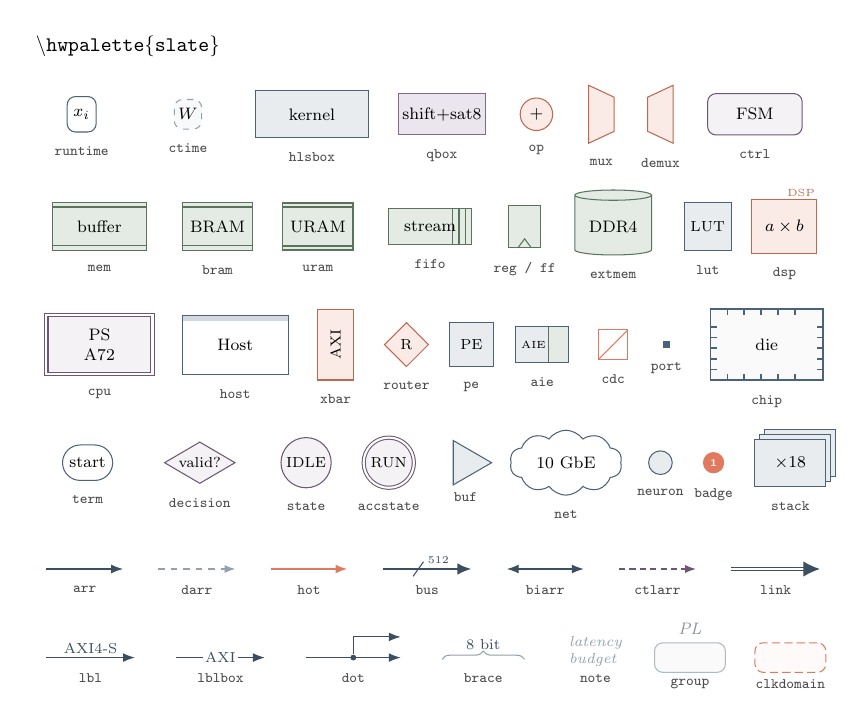 \hwpalette{slate}
x_i W kernel shift+sat8 + FSM
runtime ctime hlsbox qbox op mux demux ctrl
DSP
buffer BRAM URAM stream DDR4 LUT a × b
mem bram uram fifo reg / ff extmem lut dsp
PS
A72 Host AXI R PE AIE die
cpu host xbar router pe aie cdc port chip
start valid? IDLE RUN 10 GbE 1 ×18
term decision state accstate buf net neuron badge stack
512
arr darr hot bus biarr ctlarr link
AXI4-S AXI 8 bit latency
budget PL
lbl lblbox dot brace note group clkdomain